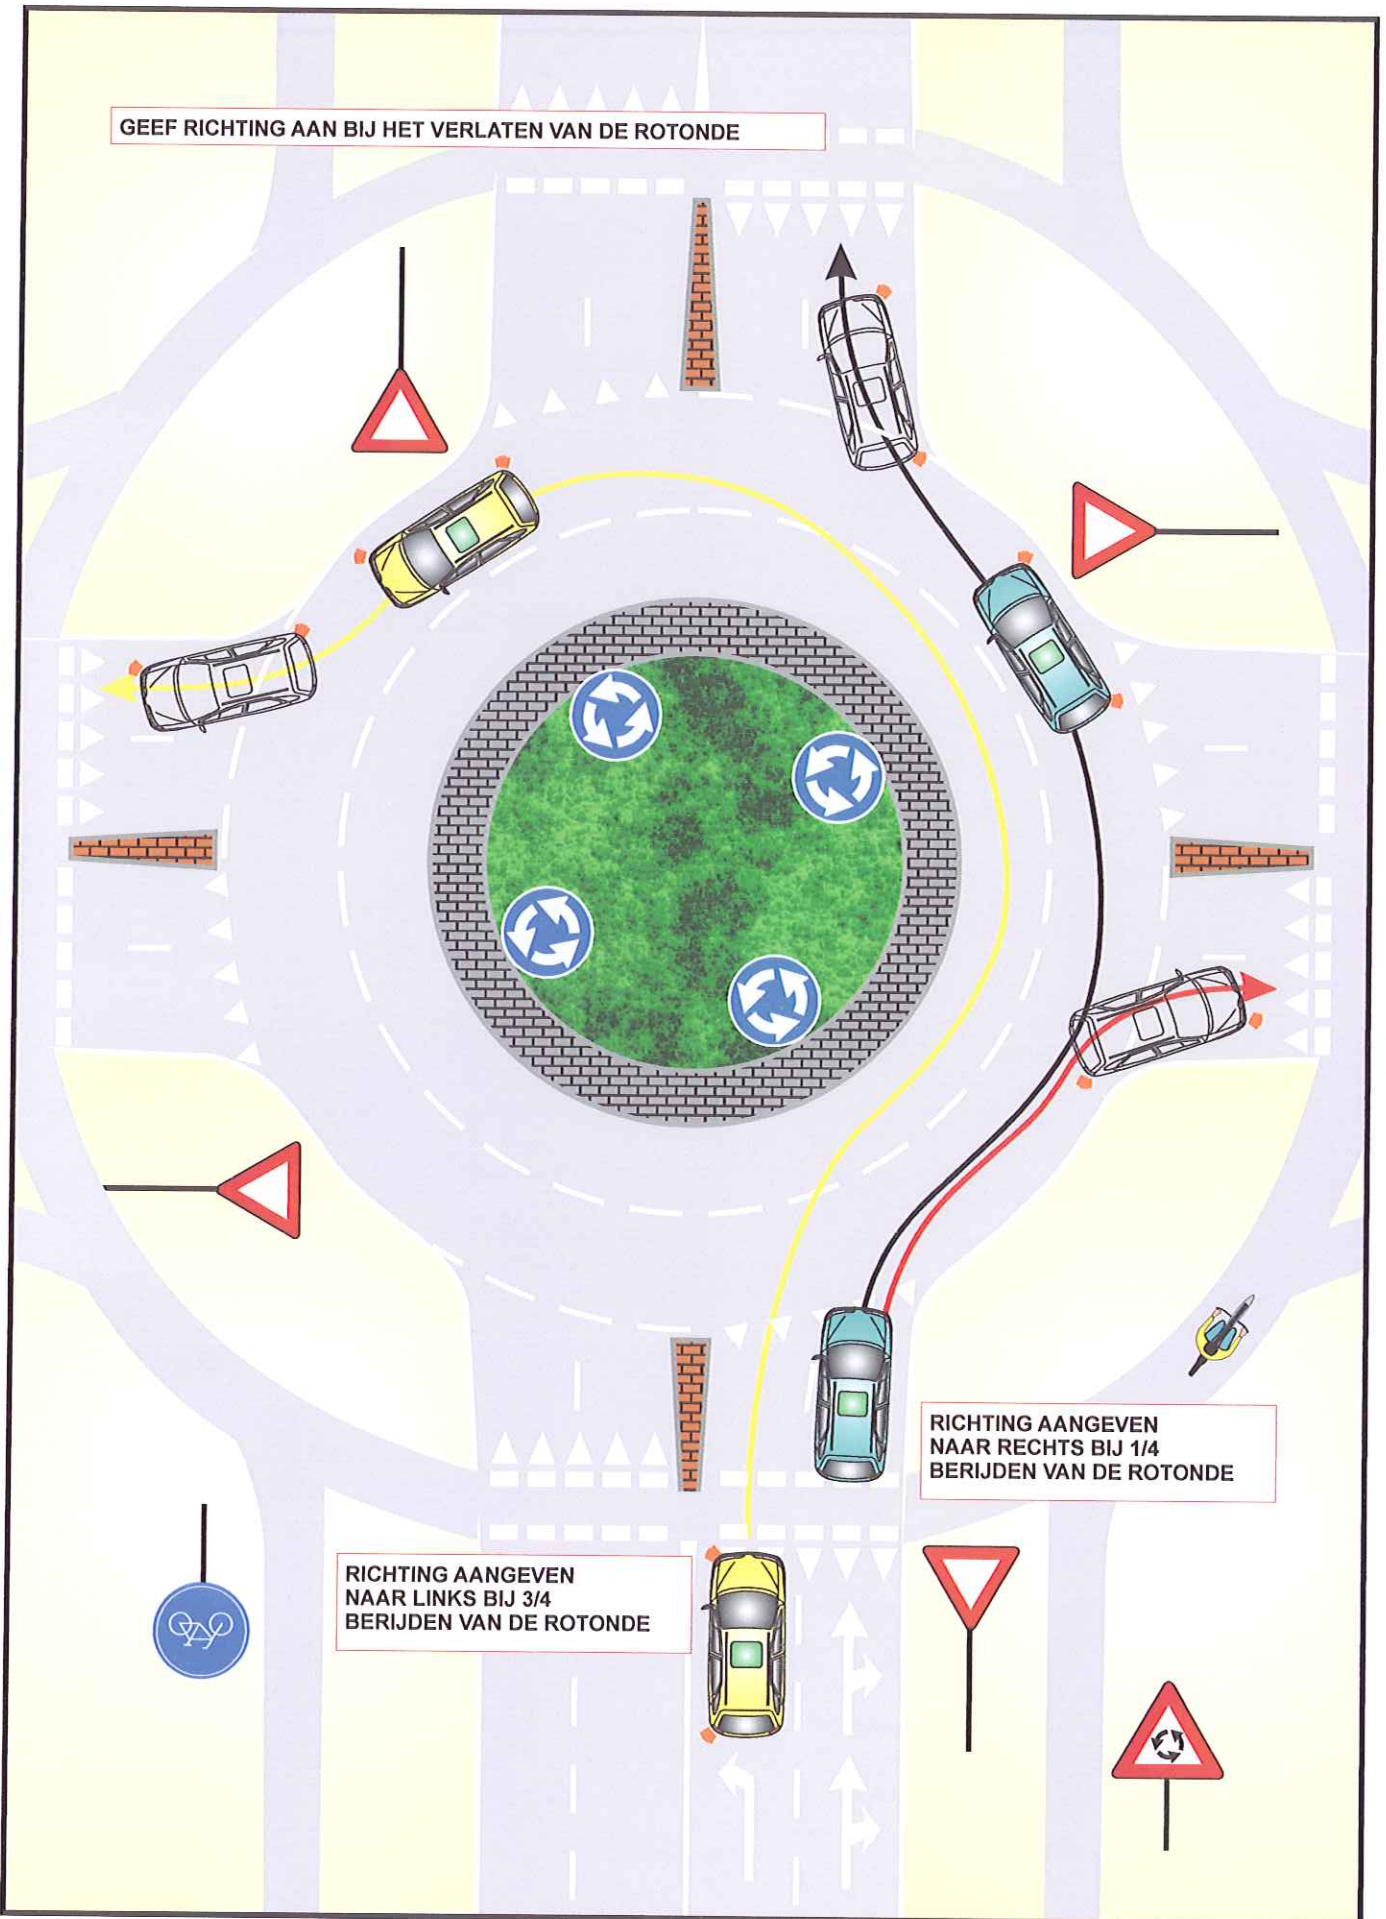 GEEF RICHTING AAN BIJ HET VERLATEN VAN DE ROTONDE
RICHTING AANGEVEN
NAAR RECHTS BIJ 1/4
BERIJDEN VAN DE ROTONDE
RICHTING AANGEVEN
NAAR LINKS BIJ 3/4
BERIJDEN VAN DE ROTONDE